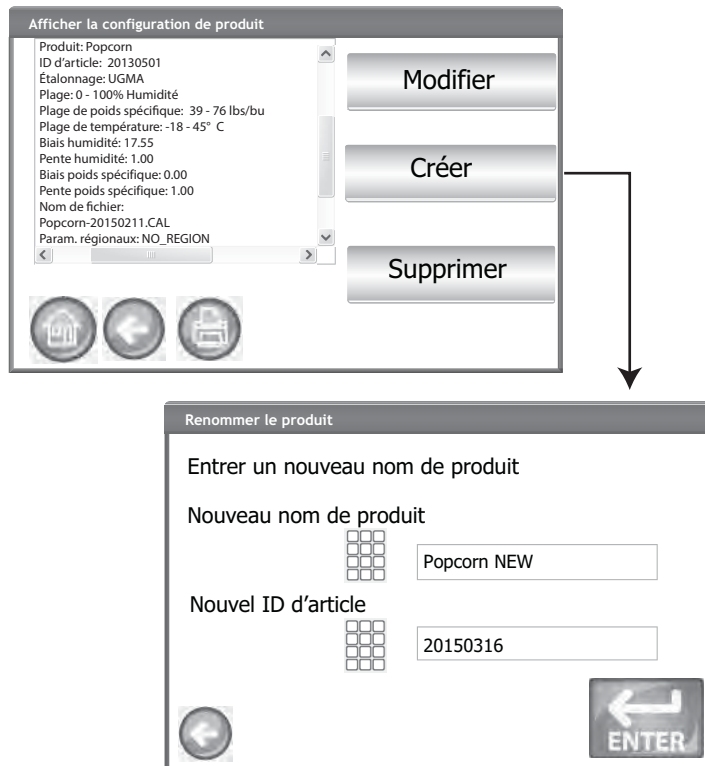 Afficher la configuration de produit
Produit: Popcorn
ID d’article: 20130501
Étalonnage: UGMA
Plage: 0 - 100% Humidité
Plage de poids spécifique: 39 - 76 lbs/bu
Plage de température: -18 - 45° C
Biais humidité: 17.55
Pente humidité: 1.00
Biais poids spécifique: 0.00
Pente poids spécifique: 1.00
Nom de fichier:
Popcorn-20150211.CAL
Param. régionaux: NO_REGION
Modifier
Créer
Supprimer
Renommer le produit
Entrer un nouveau nom de produit
Nouveau nom de produit
Popcorn NEW
Nouvel ID d’article
20150316
ENTER